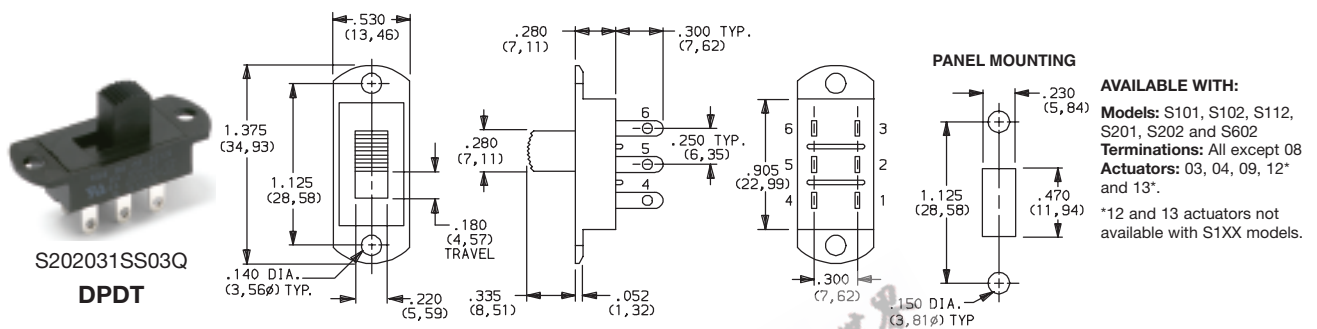 S202031SS03Q
DPDT
.530
(13,46)
1.375
(34,93)
1.125
(28,58)
.180
(4,57)
TRAVEL
.140 DIA.
(3,56ø) TYP.
.220
(5,59)
.280
(7,11)
.300 TYP.
(7,62)
.280
(7,11)
6
5
4
.250 TYP.
(6,35)
.335
(8,51)
.052
(1,32)
.905
(22,99)
6 3
5 2
4 1
.300
(7,62)
PANEL MOUNTING
.230
(5,84)
1.125
(28,58)
.470
(11,94)
.150 DIA.
(3,81ø) TYP
AVAILABLE WITH:
Models: S101, S102, S112,
S201, S202 and S602
Terminations: All except 08
Actuators: 03, 04, 09, 12*
and 13*.
*12 and 13 actuators not
available with S1XX models.